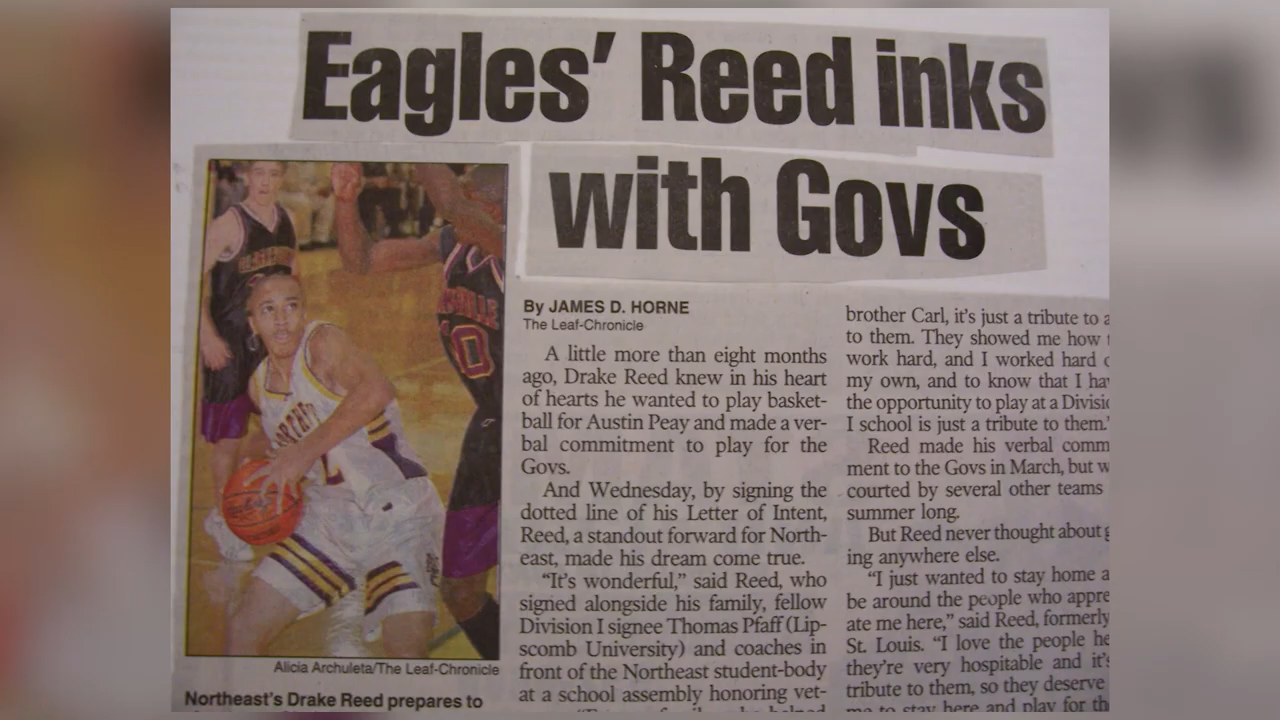 Eagles' Reed inks
with Govs
By JAMES D. HORNE
The Leaf-Chronicle
A little more than eight months
ago, Drake Reed knew in his heart
of hearts he wanted to play basket-
ball for Austin Peay and made a ver-
bal commitment to play for the
Govs.
And Wednesday, by signing the
dotted line of his Letter of Intent,
Reed, a standout forward for North-
east, made his dream come true.
"It's wonderful," said Reed, who
signed alongside his family, fellow
Division I signee Thomas Pfaff (Lip-
scomb University) and coaches in
front of the Northeast student-body
at a school assembly honoring vet-
brother Carl, it's just a tribute to a
to them. They showed me how
work hard, and I worked hard
my own, and to know that I ha
the opportunity to play at a Divisi
I school is just a tribute to them."
Reed made his verbal comm
ment to the Govs in March, but w
courted by several other teams
summer long.
But Reed never thought about g
ing anywhere else.
"I just wanted to stay home a
be around the people who appre
ate me here," said Reed, formerly
St. Louis. "I love the people he
they're very hospitable and it's
tribute to them, so they deserve
me to stay here and play for th
Alicia Archuleta/The Leaf-Chronicle
Northeast's Drake Reed prepares to